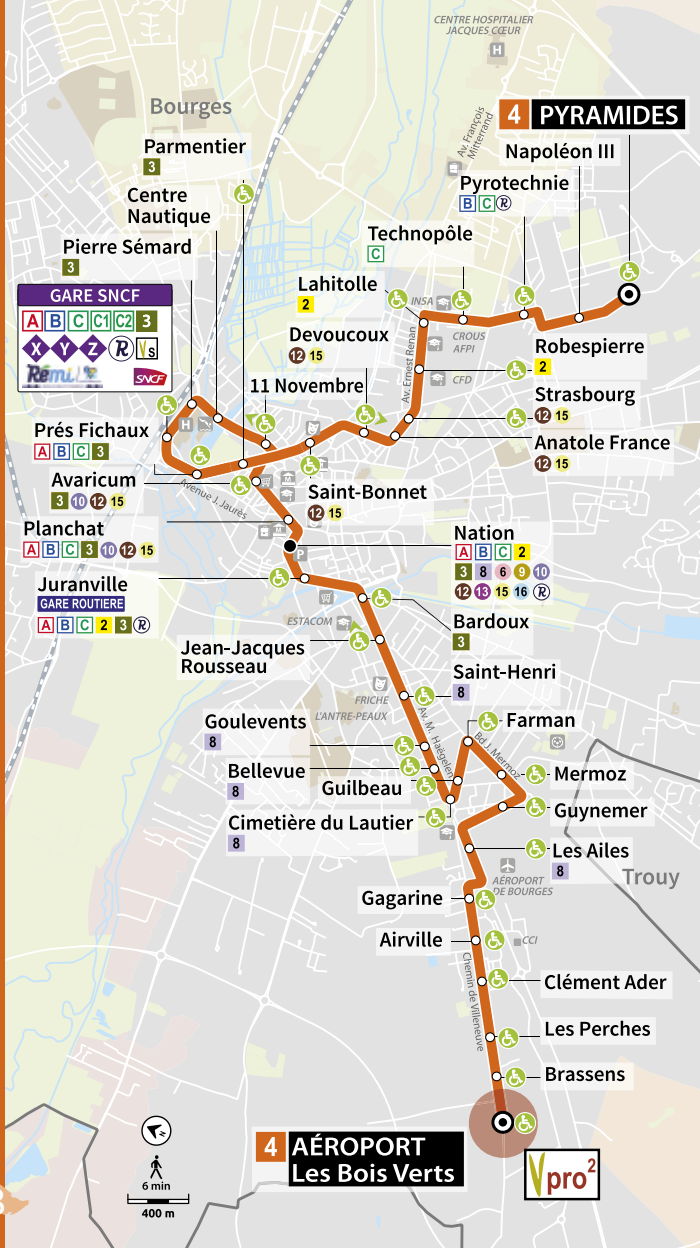 CENTRE HOSPITALIER
JACQUES CŒUR
H
Bourges
4 PYRAMIDES
Av. François
Mitterrand
Parmentier
3
Napoléon III
Centre
Nautique
Pyrotechnie
B C R
Pierre Sémard
3
Technopôle
C
GARE SNCF
A B C C1 C2 3
X Y Z R Vs
Rémi
SNCF
Lahitolle
2
INSA
CROUS
AFPI
Devoucoux
12 15
Av. Ernest Renan
CFD
Robespierre
2
11 Novembre
Strasbourg
12 15
H
Prés Fichaux
A B C 3
Anatole France
12 15
Avaricum
3 10 12 15
Avenue J. Jaurès
Saint-Bonnet
12 15
Planchat
A B C 3 10 12 15
P
Nation
A B C 2
3 8 6 9 10
12 13 15 16 R
Juranville
GARE ROUTIERE
A B C 2 3 R
ESTACOM
Bardoux
3
Jean-Jacques
Rousseau
Saint-Henri
8
FRICHE
L'ANTRE-PEAUX
Goulevents
8
Av. M. Haëgelen
Farman
Bd J. Mermoz
Bellevue
8
Guilbeau
Mermoz
Cimetière du Lautier
8
Guynemer
Les Ailes
8
AÉROPORT
DE BOURGES
Trouy
Gagarine
Airville
CCI
Chemin de Villeneuve
Clément Ader
Les Perches
Brassens
4 AÉROPORT
Les Bois Verts
Vpro2
6 min
400 m